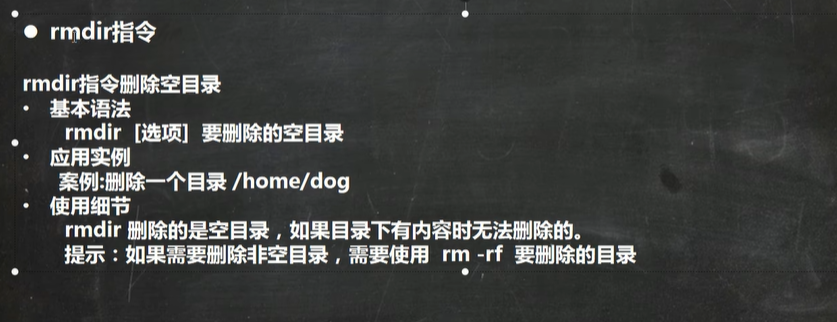 ● rmdir指令
rmdir指令删除空目录
• 基本语法
rmdir [选项] 要删除的空目录
• 应用实例
案例:删除一个目录 /home/dog
• 使用细节
rmdir 删除的是空目录，如果目录下有内容时无法删除的。
提示：如果需要删除非空目录，需要使用 rm -rf 要删除的目录